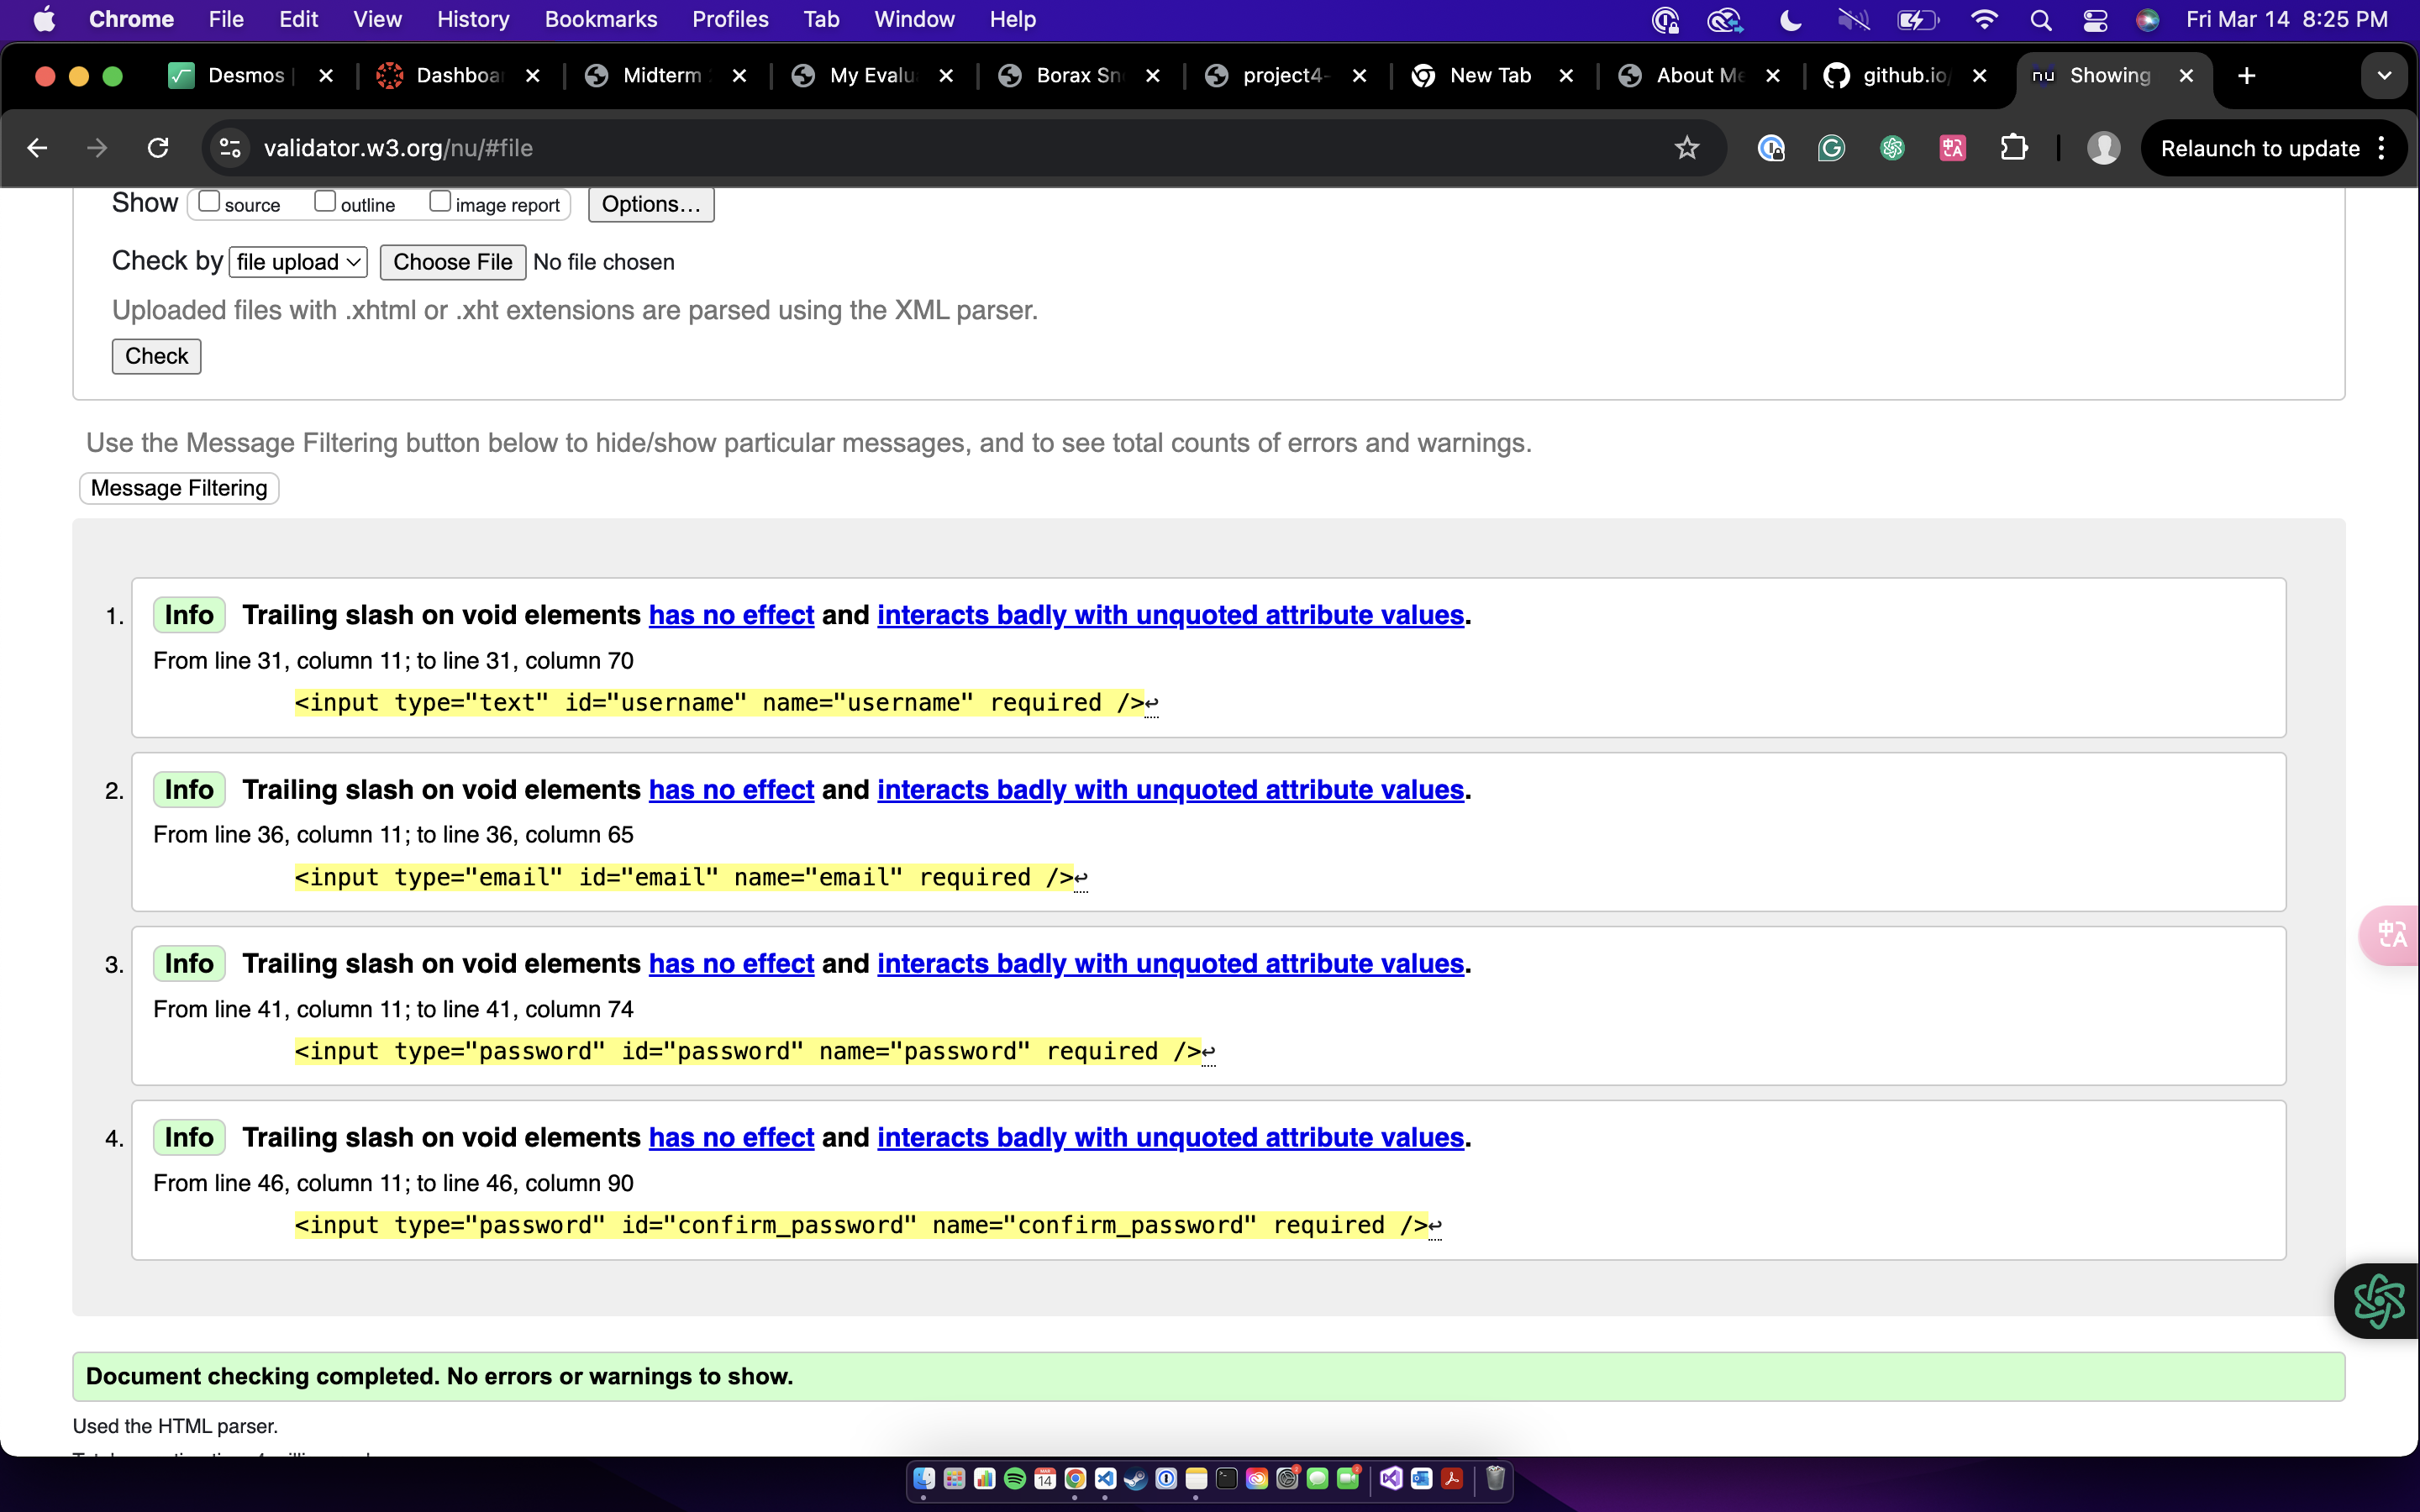 Chrome File Edit View History Bookmarks Profiles Tab Window Help Fri Mar 14 8:25 PM
Desmos Dashboa Midterm My Evalu Borax Sn project4- New Tab About Me github.io/ nu Showing
validator.w3.org/nu/#file Relaunch to update
Show source outline image report Options...
Check by file upload Choose File No file chosen
Uploaded files with .xhtml or .xht extensions are parsed using the XML parser.
Check
Use the Message Filtering button below to hide/show particular messages, and to see total counts of errors and warnings.
Message Filtering
1. Info Trailing slash on void elements has no effect and interacts badly with unquoted attribute values.
From line 31, column 11; to line 31, column 70
<input type="text" id="username" name="username" required />↩
2. Info Trailing slash on void elements has no effect and interacts badly with unquoted attribute values.
From line 36, column 11; to line 36, column 65
<input type="email" id="email" name="email" required />↩
3. Info Trailing slash on void elements has no effect and interacts badly with unquoted attribute values.
From line 41, column 11; to line 41, column 74
<input type="password" id="password" name="password" required />↩
4. Info Trailing slash on void elements has no effect and interacts badly with unquoted attribute values.
From line 46, column 11; to line 46, column 90
<input type="password" id="confirm_password" name="confirm_password" required />↩
Document checking completed. No errors or warnings to show.
Used the HTML parser.